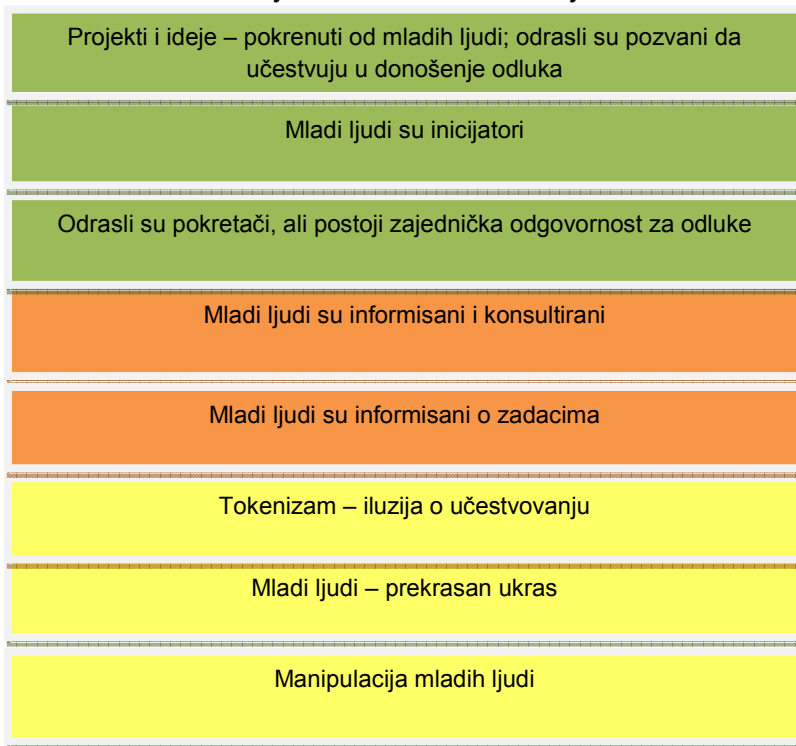 Projekti i ideje – pokrenuti od mladih ljudi; odrasli su pozvani da
učestvuju u donošenje odluka
Mladi ljudi su inicijatori
Odrasli su pokretači, ali postoji zajednička odgovornost za odluke
Mladi ljudi su informisani i konsultirani
Mladi ljudi su informisani o zadacima
Tokenizam – iluzija o učestvovanju
Mladi ljudi – prekrasan ukras
Manipulacija mladih ljudi